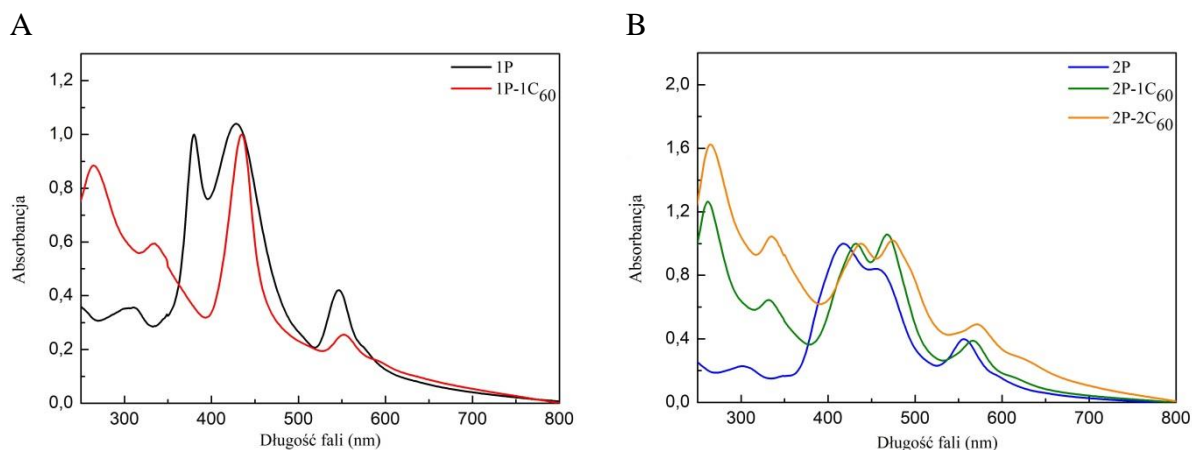 A
1P
1P-1C60
1,2
1,0
0,8
0,6
0,4
0,2
0,0
Absorbancja
300 400 500 600 700 800
Długość fali (nm)
B
2P
2P-1C60
2P-2C60
2,0
1,6
1,2
0,8
0,4
0,0
Absorbancja
300 400 500 600 700 800
Długość fali (nm)